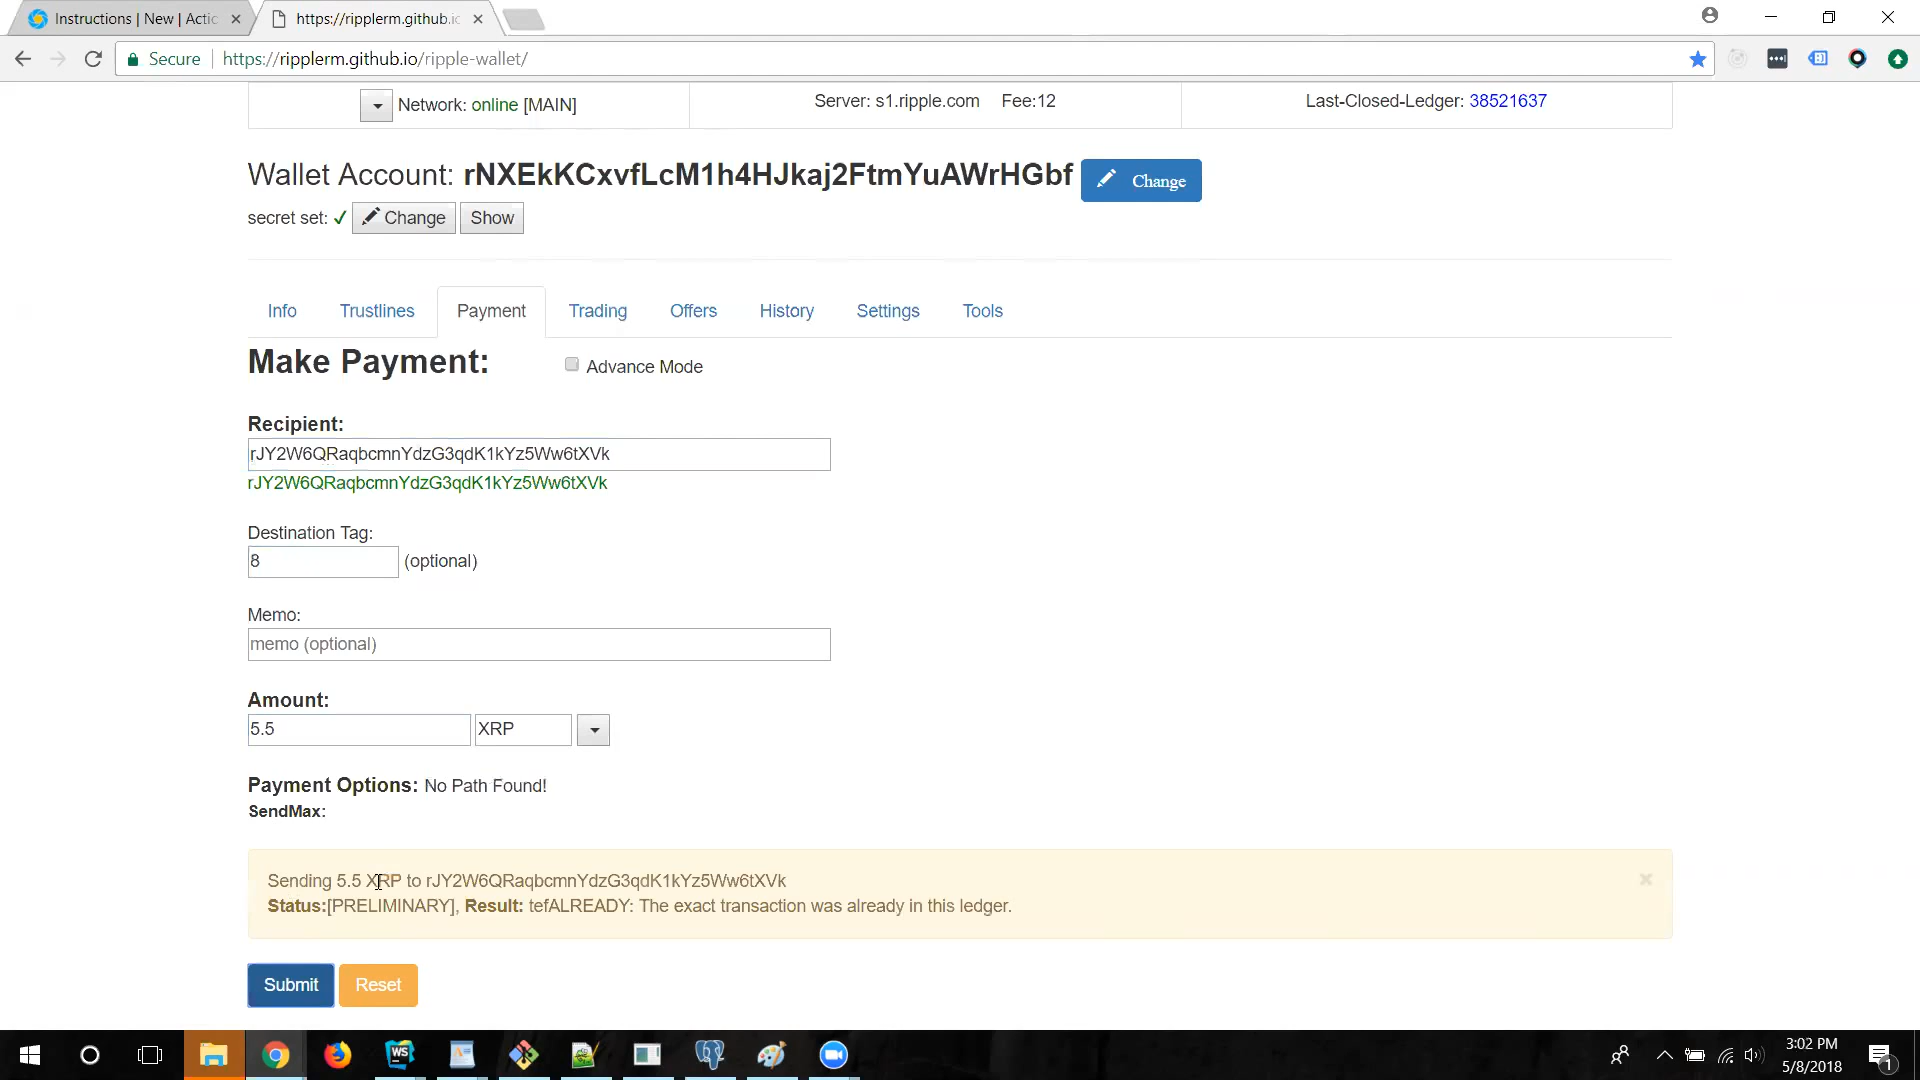 Instructions | New | Actic
https://ripplerm.github.ic
Secure
https://ripplerm.github.io/ripple-wallet/
Network: online [MAIN]
Server: s1.ripple.com Fee:12
Last-Closed-Ledger: 38521637
Wallet Account: rNXEkKCxvfLcM1h4HJkaj2FtmYuAWrHGbf
Change
secret set: ✓ Change Show
Info Trustlines Payment Trading Offers History Settings Tools
Make Payment: Advance Mode
Recipient:
rJY2W6QRaqbcmnYdzG3qdK1kYz5Ww6tXVk
rJY2W6QRaqbcmnYdzG3qdK1kYz5Ww6tXVk
Destination Tag:
8 (optional)
Memo:
memo (optional)
Amount:
5.5 XRP
Payment Options: No Path Found!
SendMax:
Sending 5.5 XRP to rJY2W6QRaqbcmnYdzG3qdK1kYz5Ww6tXVk
Status:[PRELIMINARY], Result: tefALREADY: The exact transaction was already in this ledger.
Submit Reset
WS
3:02 PM
5/8/2018
1